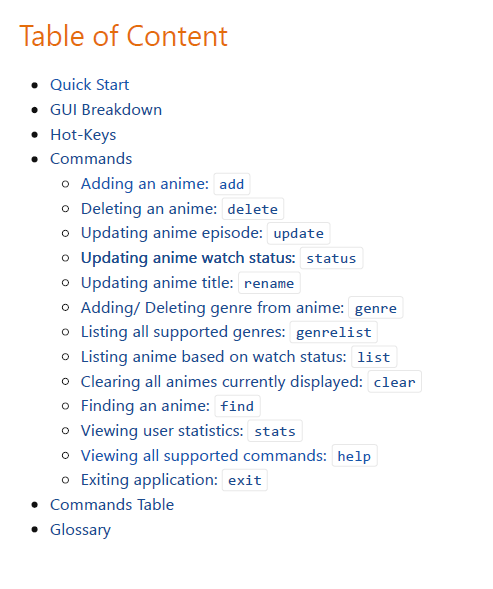 Table of Content
Quick Start
GUI Breakdown
Hot-Keys
Commands
Adding an anime: add
Deleting an anime: delete
Updating anime episode: update
Updating anime watch status: status
Updating anime title: rename
Adding/ Deleting genre from anime: genre
Listing all supported genres: genrelist
Listing anime based on watch status: list
Clearing all animes currently displayed: clear
Finding an anime: find
Viewing user statistics: stats
Viewing all supported commands: help
Exiting application: exit
Commands Table
Glossary